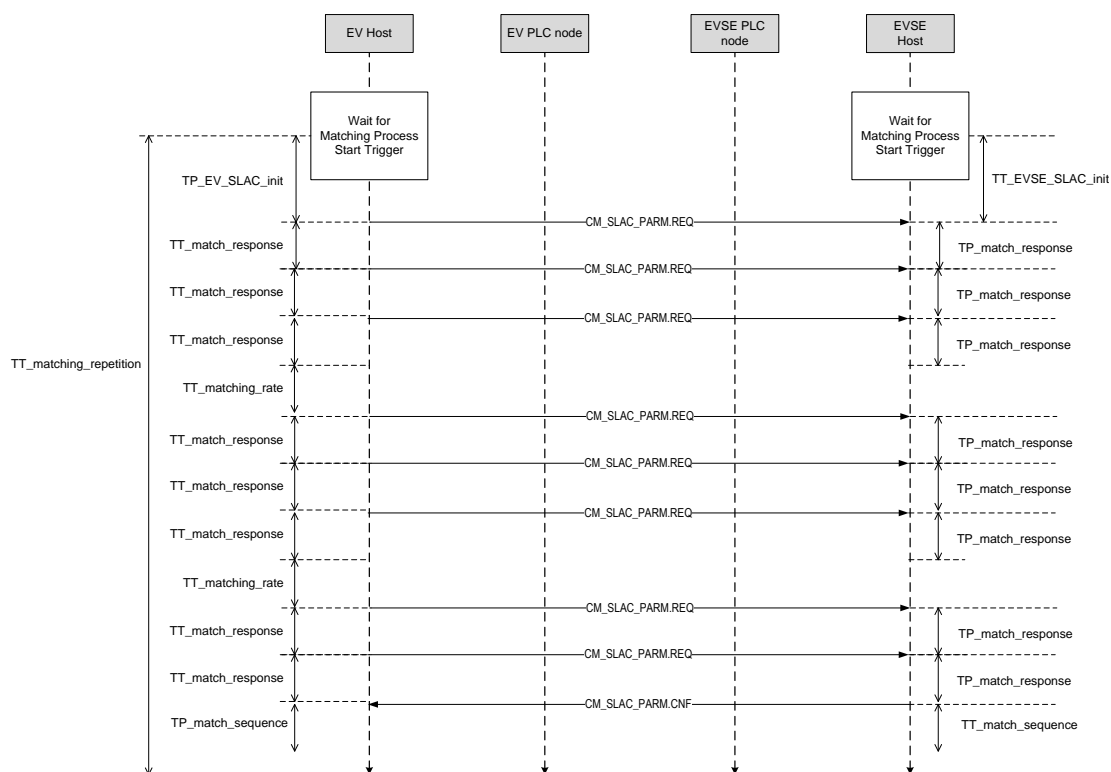 EV Host
EV PLC node
EVSE PLC
node
EVSE
Host
Wait for
Matching Process
Start Trigger
Wait for
Matching Process
Start Trigger
TP_EV_SLAC_init
TT_EVSE_SLAC_init
CM_SLAC_PARM.REQ
TT_match_response
TP_match_response
CM_SLAC_PARM.REQ
TT_match_response
TP_match_response
CM_SLAC_PARM.REQ
TT_match_response
TP_match_response
TT_matching_repetition
TT_matching_rate
CM_SLAC_PARM.REQ
TT_match_response
TP_match_response
CM_SLAC_PARM.REQ
TT_match_response
TP_match_response
CM_SLAC_PARM.REQ
TT_match_response
TP_match_response
TT_matching_rate
CM_SLAC_PARM.REQ
TT_match_response
TP_match_response
CM_SLAC_PARM.REQ
TT_match_response
TP_match_response
CM_SLAC_PARM.CNF
TP_match_sequence
TT_match_sequence